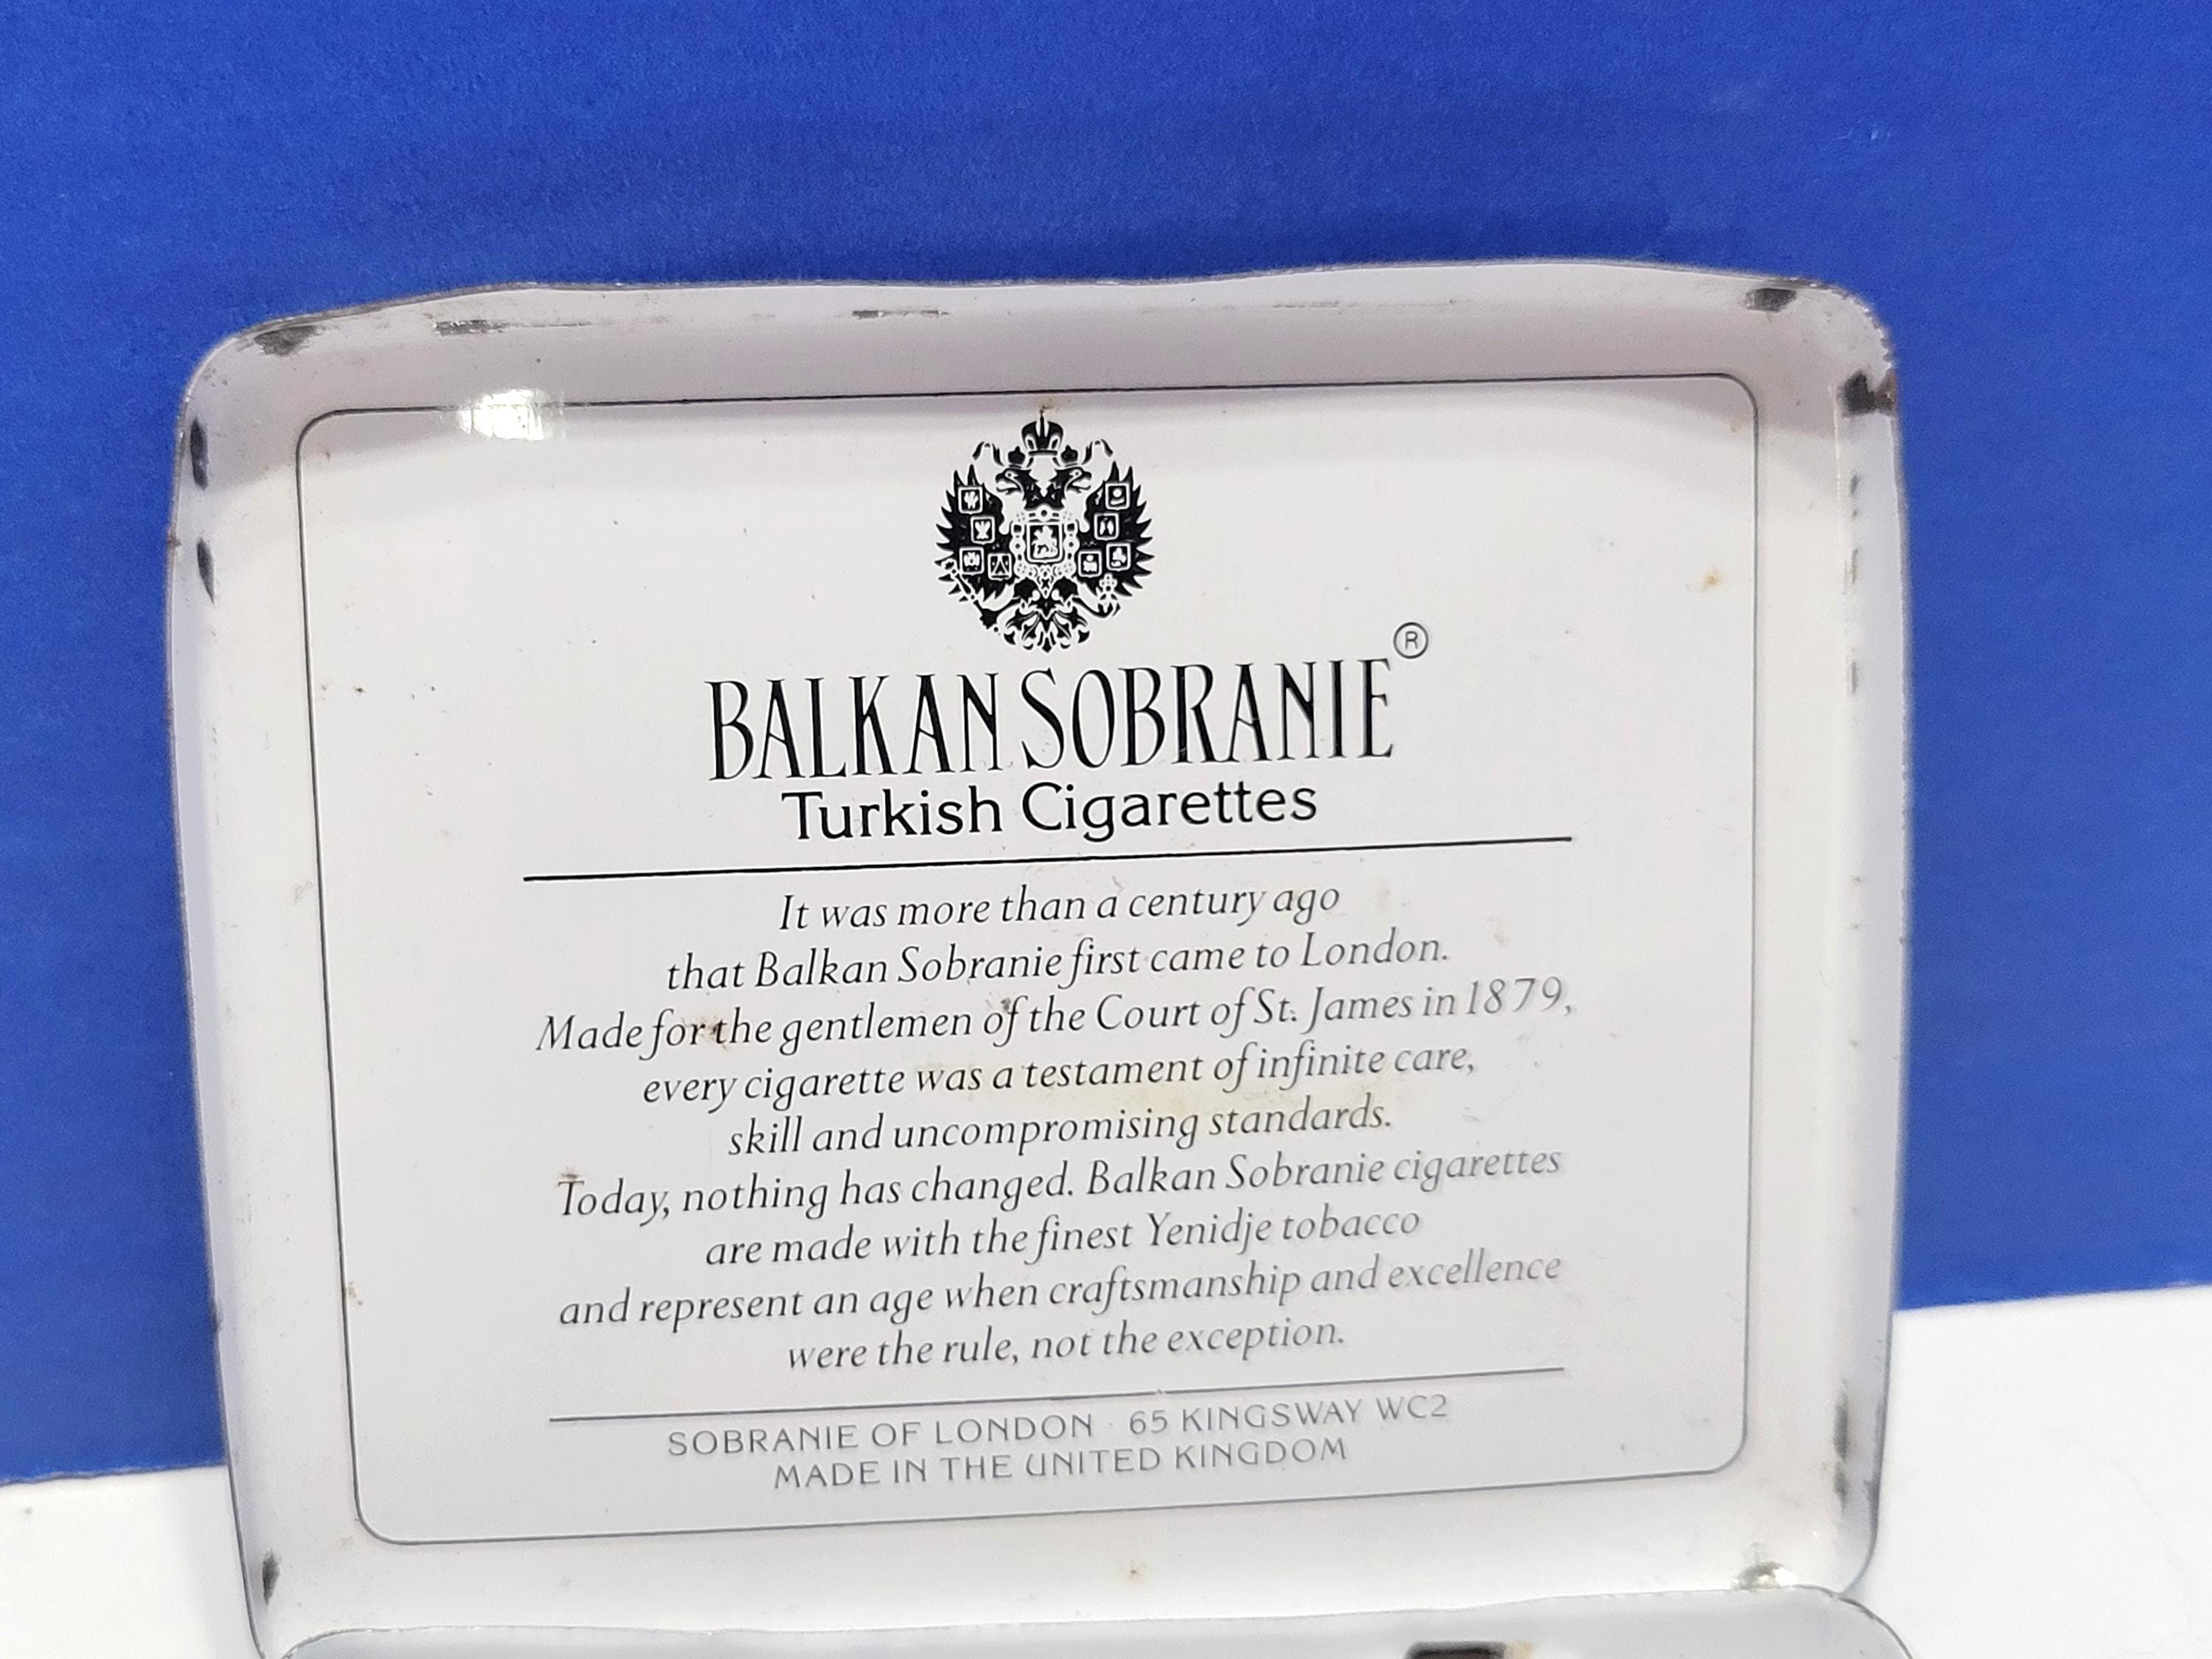 BALKAN SOBRANIE®
Turkish Cigarettes
It was more than a century ago
that Balkan Sobranie first came to London.
Made for the gentlemen of the Court of St. James in 1879,
every cigarette was a testament of infinite care,
skill and uncompromising standards.
Today, nothing has changed. Balkan Sobranie cigarettes
are made with the finest Yenidje tobacco
and represent an age when craftsmanship and excellence
were the rule, not the exception.
SOBRANIE OF LONDON · 65 KINGSWAY WC2
MADE IN THE UNITED KINGDOM